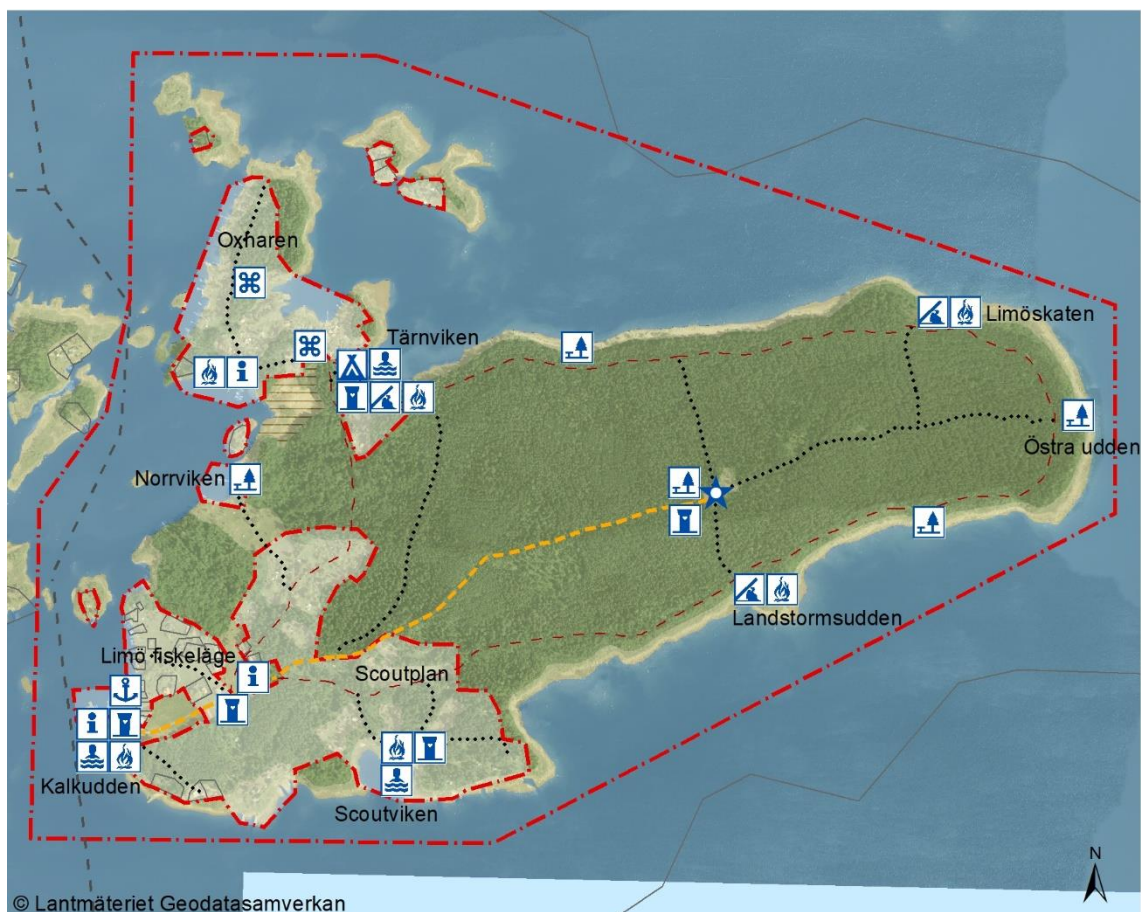 Oxharen
Tärnviken
Limöskaten
Östra udden
Norrviken
Landstormsudden
Limö fiskeläge
Scoutplan
Kalkudden
Scoutviken
N
© Lantmäteriet Geodatasamverkan